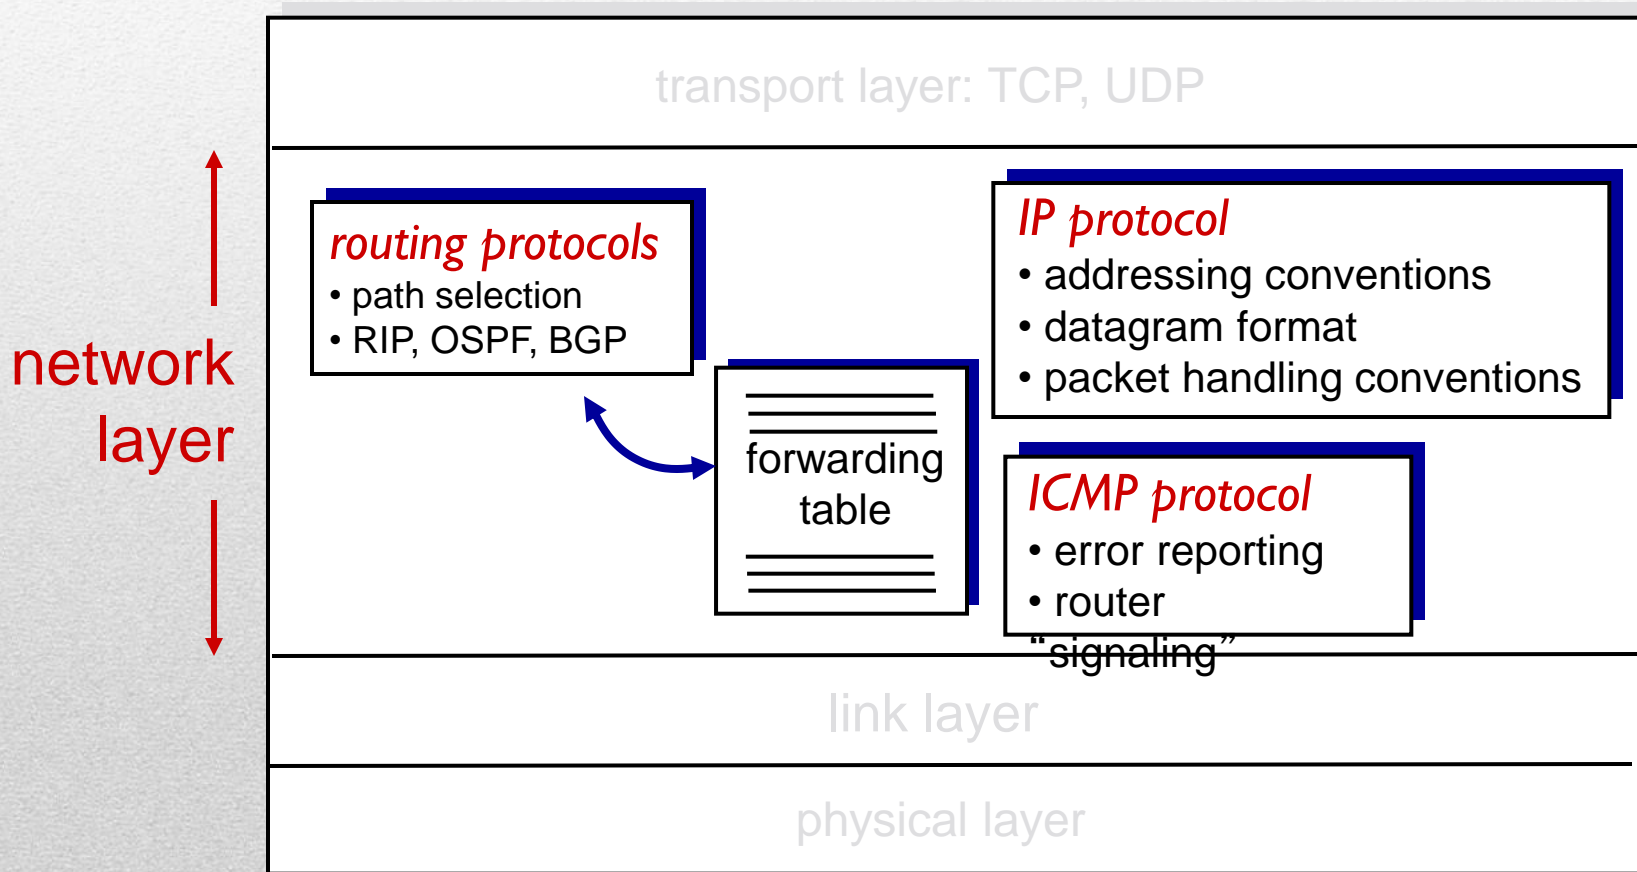 transport layer: TCP, UDP
network
layer
routing protocols
• path selection
• RIP, OSPF, BGP
forwarding
table
IP protocol
• addressing conventions
• datagram format
• packet handling conventions
ICMP protocol
• error reporting
• router
“signaling”
link layer
physical layer